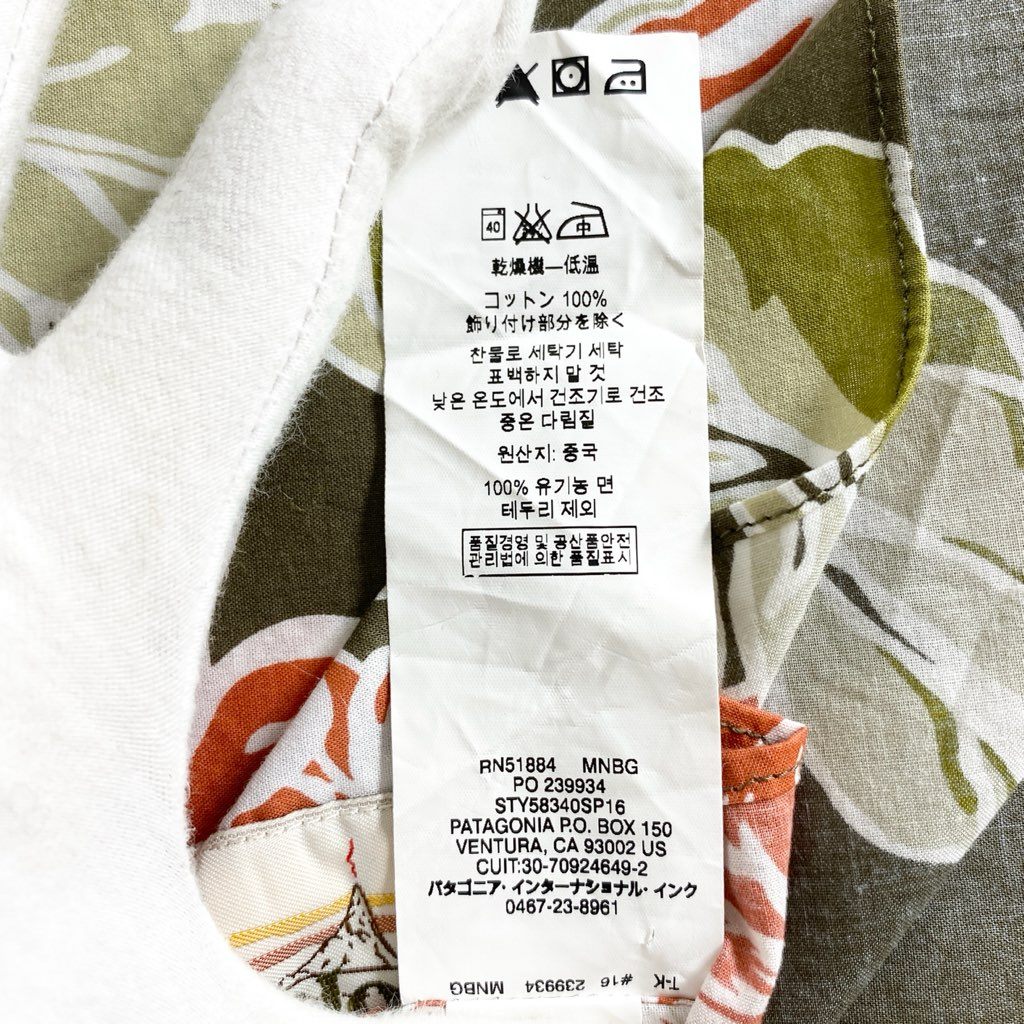 40
中
乾燥機—低温
コットン 100%
飾り付け部分を除く
찬물로 세탁기 세탁
표백하지 말 것
낮은 온도에서 건조기로 건조
중온 다림질
원산지: 중국
100% 유기농 면
테두리 제외
품질경영 및 공산품안전
관리법에 의한 품질표시
RN51884 MNBG
PO 239934
STY58340SP16
PATAGONIA P.O. BOX 150
VENTURA, CA 93002 US
CUIT:30-70924649-2
パタゴニア・インターナショナル・インク
0467-23-8961
T-K #16 239934 MNBG